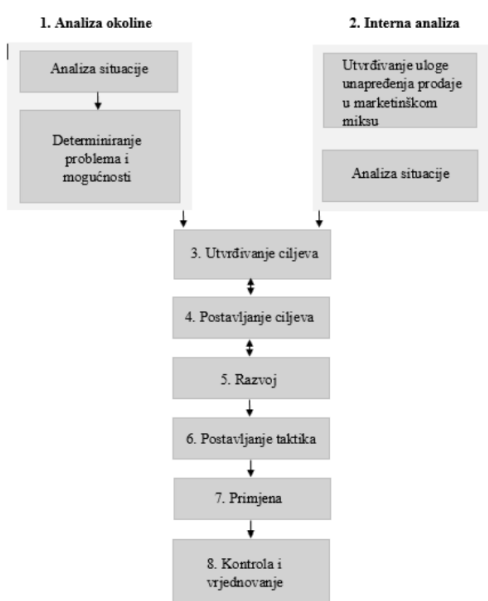 1. Analiza okoline
Analiza situacije
Determiniranje
problema i
mogućnosti
2. Interna analiza
Utvrđivanje uloge
unapređenja prodaje
u marketinškom
miksu
Analiza situacije
3. Utvrđivanje ciljeva
4. Postavljanje ciljeva
5. Razvoj
6. Postavljanje taktika
7. Primjena
8. Kontrola i
vrjednovanje